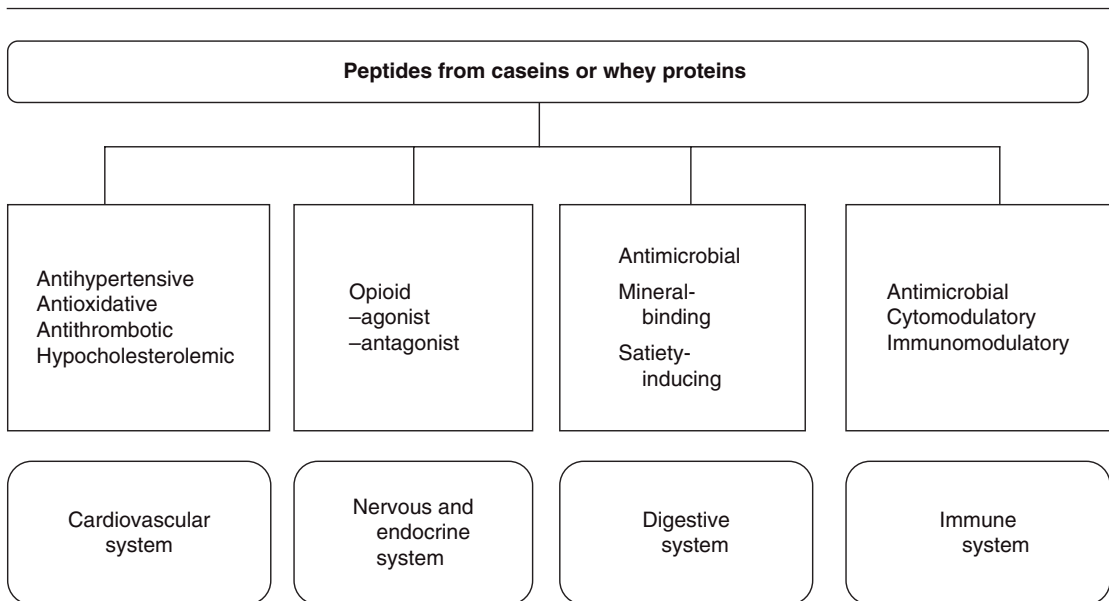 Peptides from caseins or whey proteins
Antihypertensive
Antioxidative
Antithrombotic
Hypocholesterolemic
Opioid
–agonist
–antagonist
Antimicrobial
Mineral-
binding
Satiety-
inducing
Antimicrobial
Cytomodulatory
Immunomodulatory
Cardiovascular
system
Nervous and
endocrine
system
Digestive
system
Immune
system